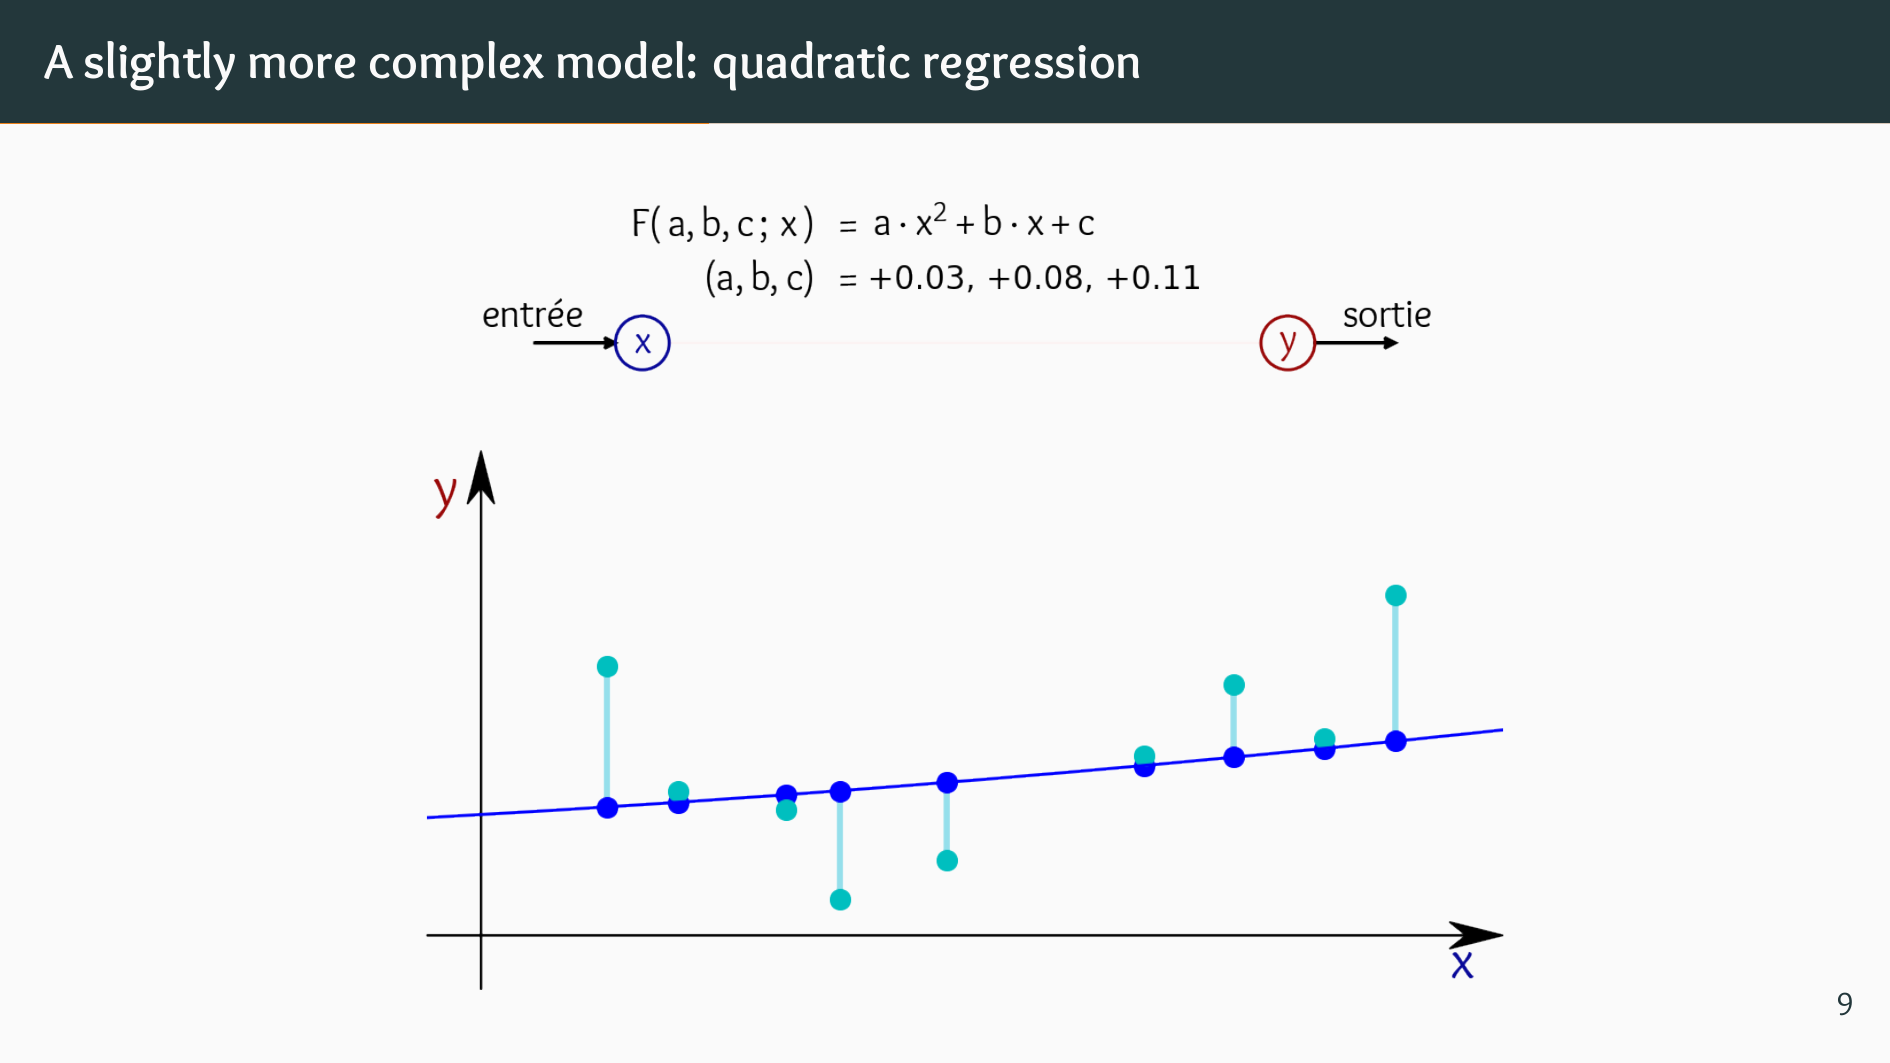 A slightly more complex model: quadratic regression
F(a, b, c; x) = a · x² + b · x + c
(a, b, c) = +0.03, +0.08, +0.11
entrée
x
y
sortie
y
x
9